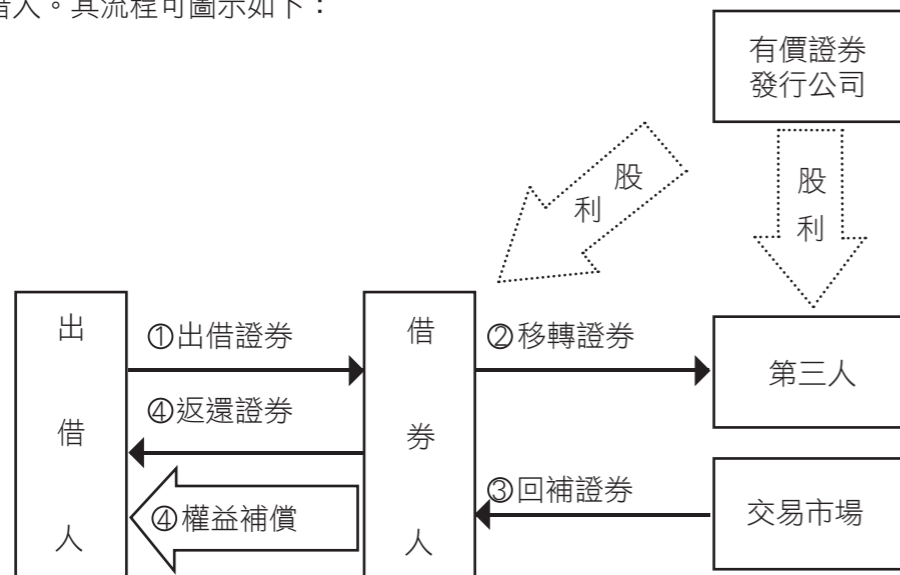 借人。其流程可圖示如下：
有價證券
發行公司
股利
股利
出借人
①出借證券
借券人
②移轉證券
第三人
④返還證券
③回補證券
交易市場
④權益補償